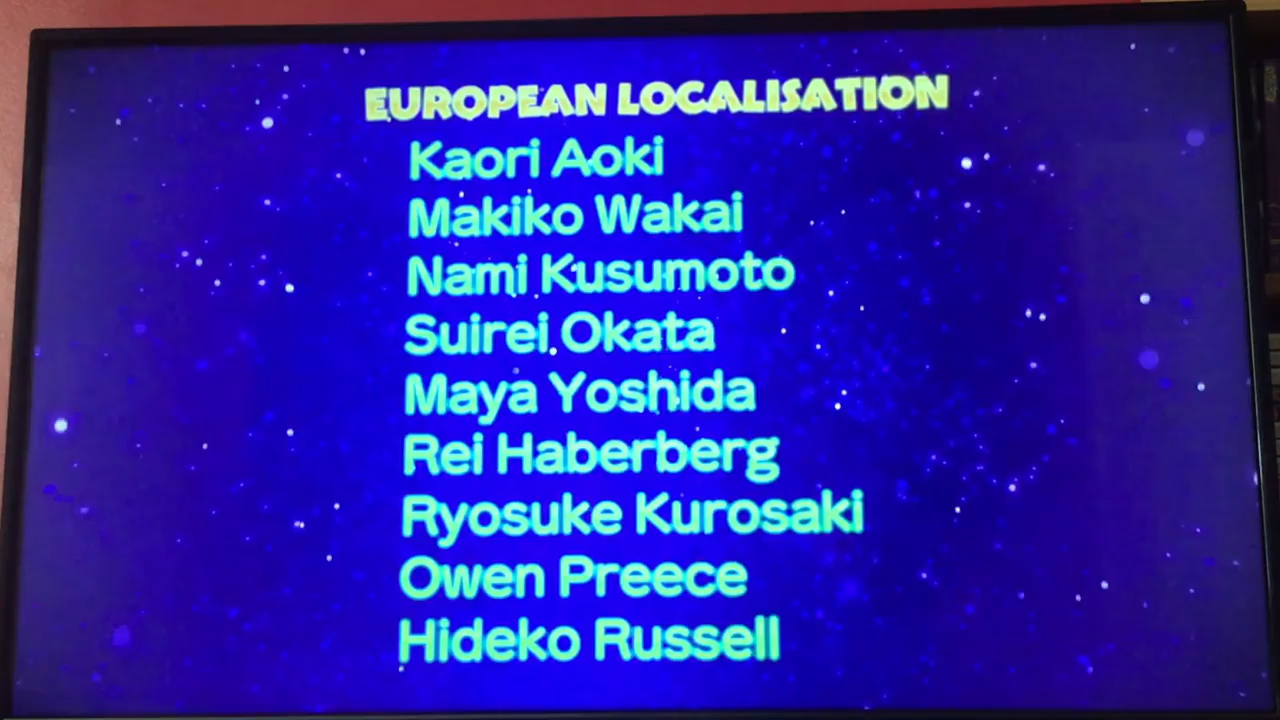 EUROPEAN LOCALISATION
Kaori Aoki
Makiko Wakai
Nami Kusumoto
Suirei Okata
Maya Yoshida
Rei Haberberg
Ryosuke Kurosaki
Owen Preece
Hideko Russell